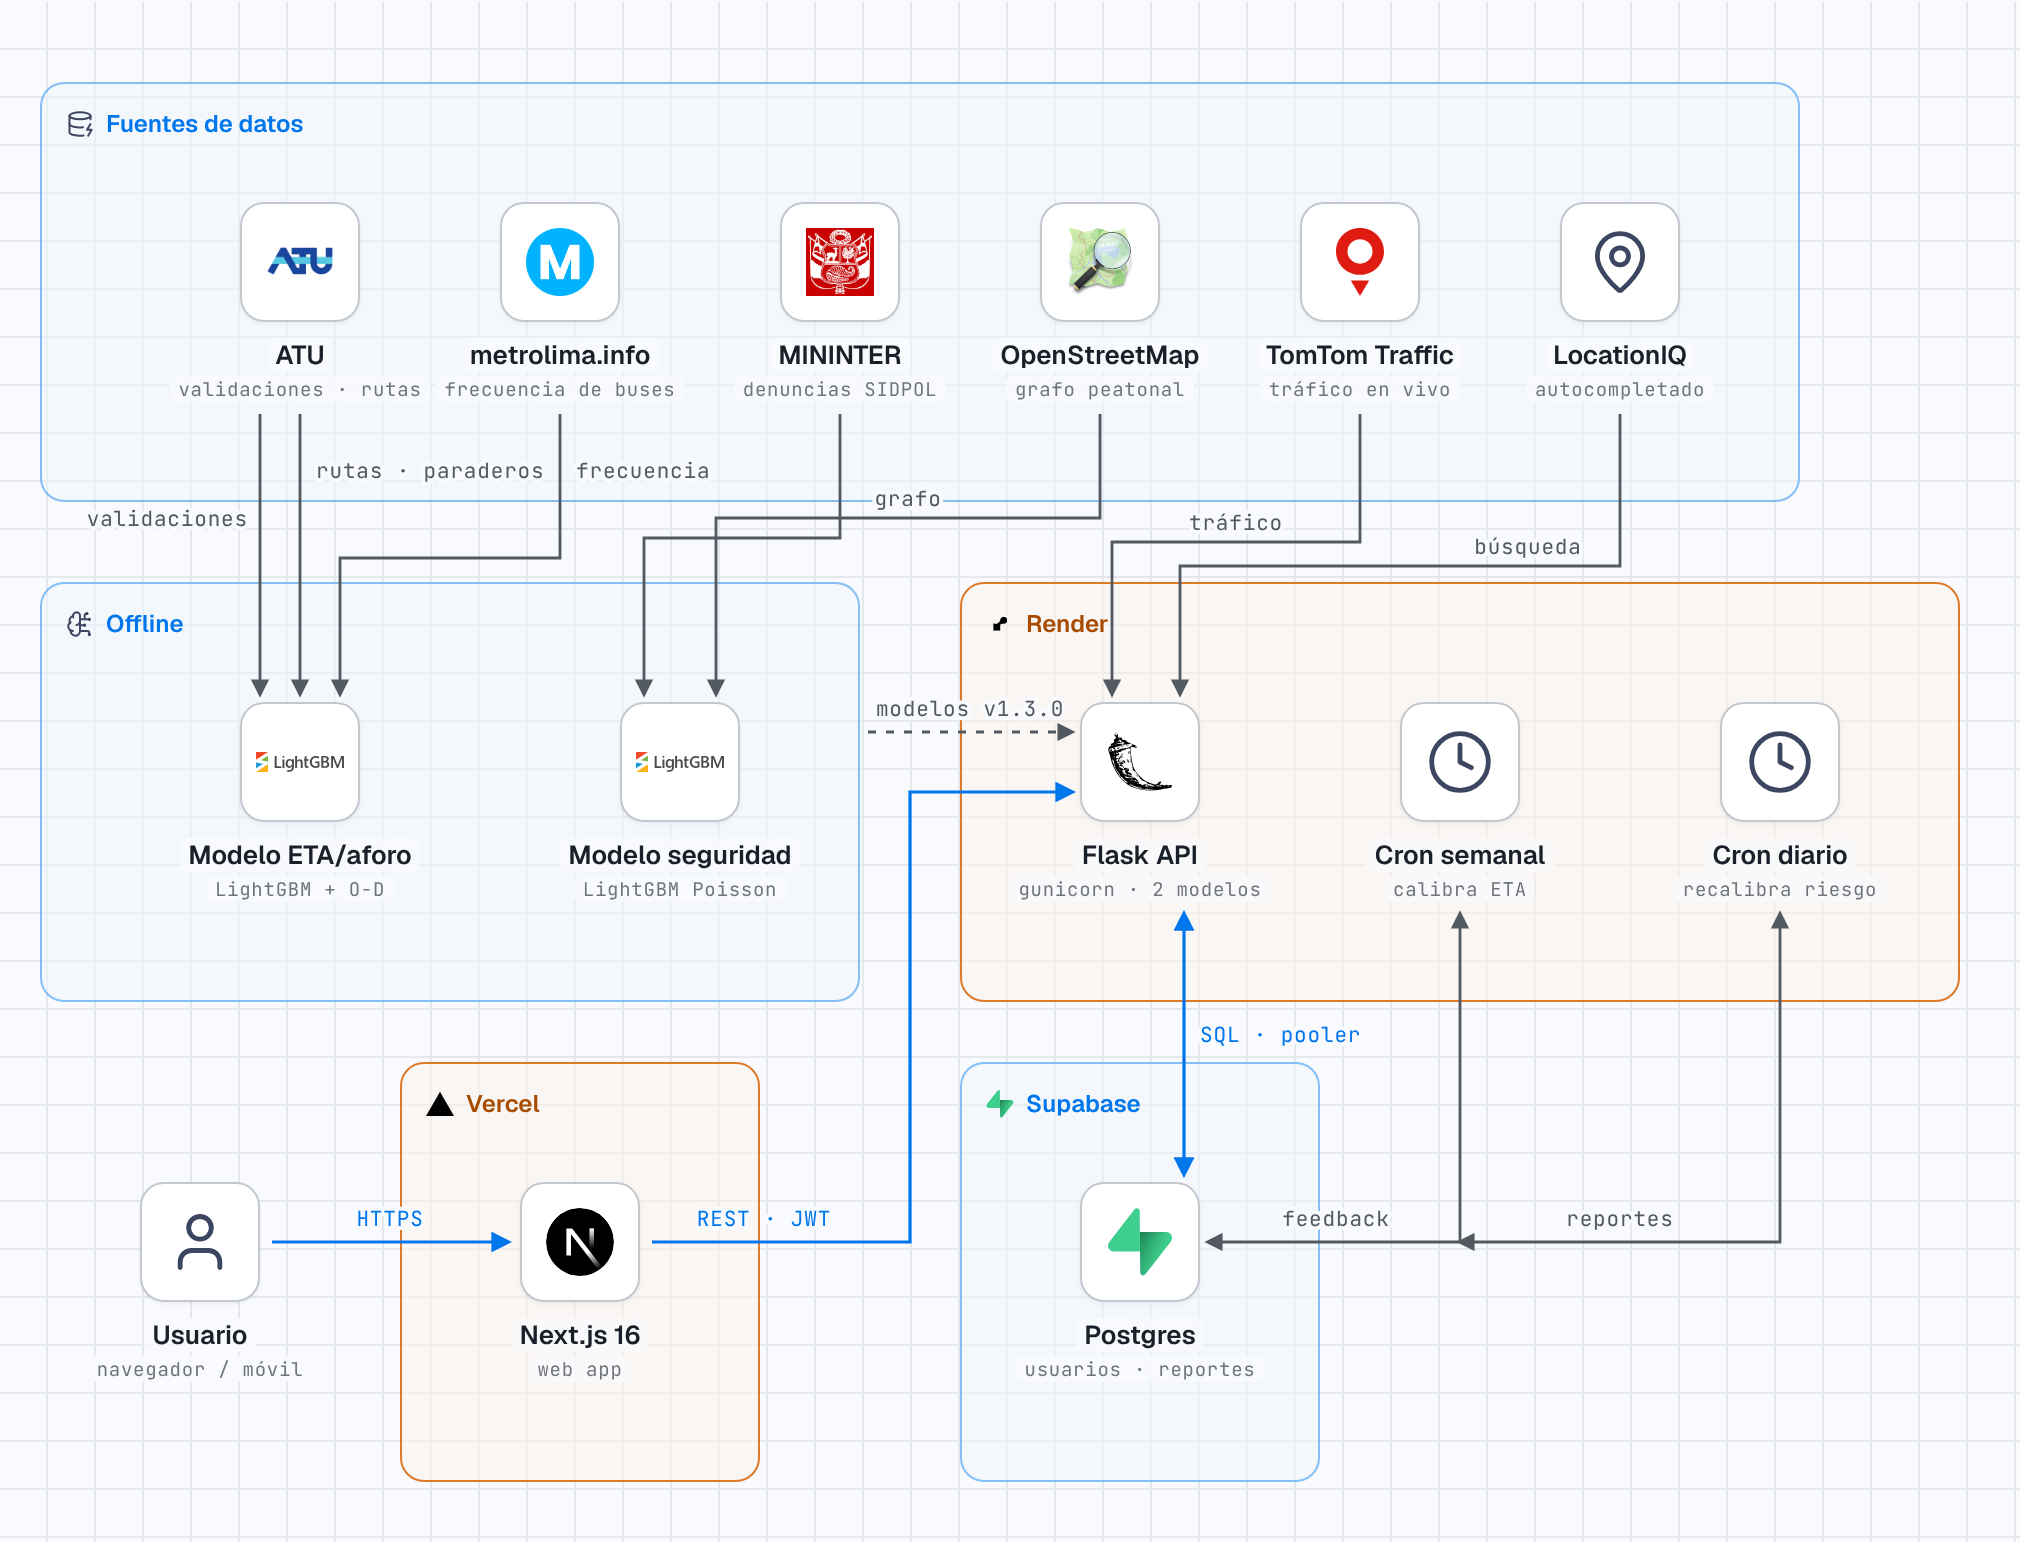 Fuentes de datos
ATU
M
ATU
metrolima.info
MININTER
OpenStreetMap
TomTom Traffic
LocationIQ
validaciones · rutas
frecuencia de buses
denuncias SIDPOL
grafo peatonal
tráfico en vivo
autocompletado
rutas · paraderos
frecuencia
grafo
validaciones
tráfico
búsqueda
Offline
Render
modelos v1.3.0
LightGBM
LightGBM
Modelo ETA/aforo
Modelo seguridad
Flask API
Cron semanal
Cron diario
LightGBM + O-D
LightGBM Poisson
gunicorn · 2 modelos
calibra ETA
recalibra riesgo
SQL · pooler
Vercel
Supabase
HTTPS
REST · JWT
feedback
reportes
N
Usuario
Next.js 16
Postgres
navegador / móvil
web app
usuarios · reportes